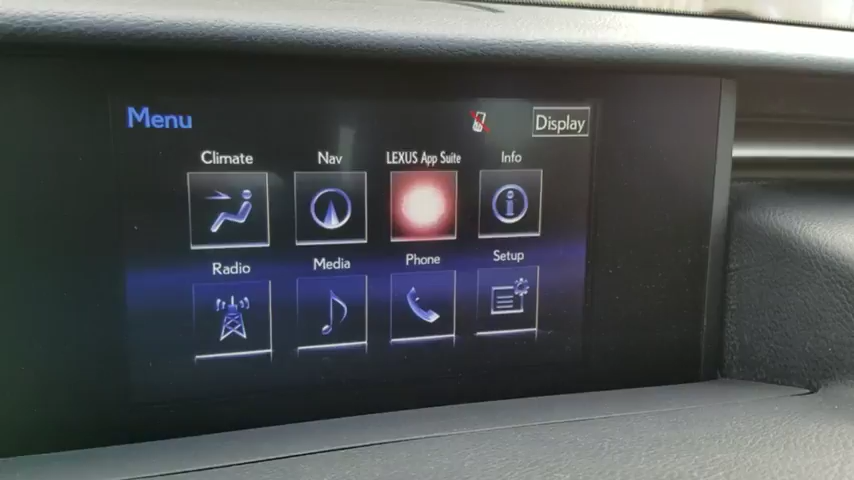 Menu
Display
Climate
Nav
LEXUS App Suite
Info
Radio
Media
Phone
Setup